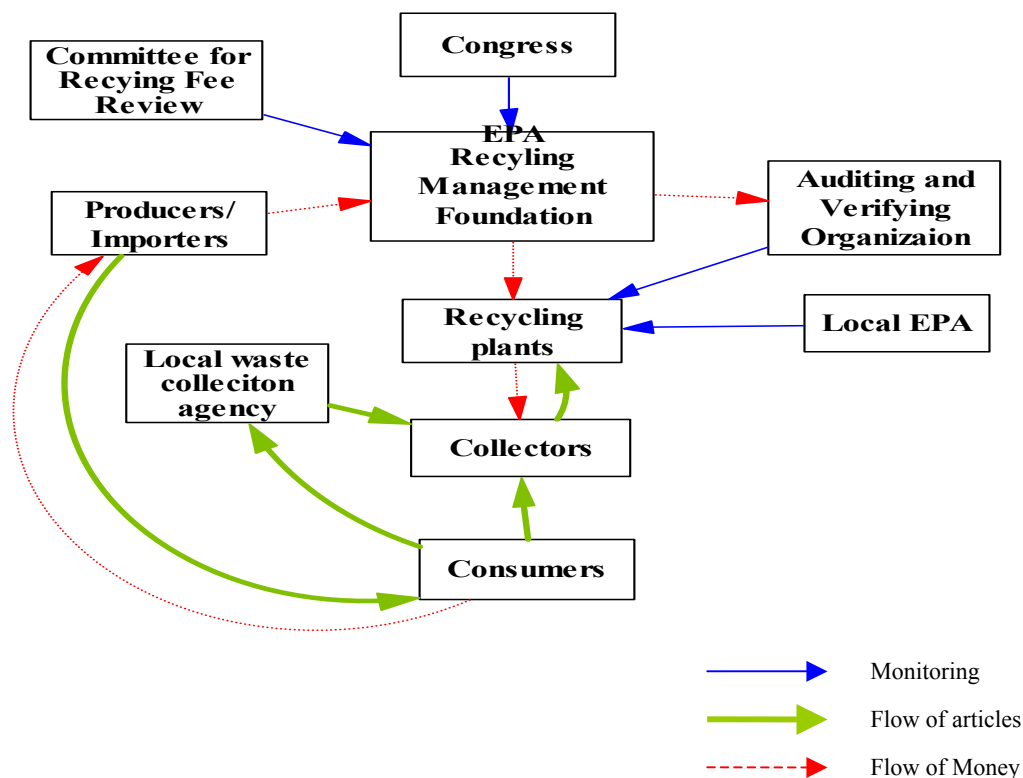 Congress
Committee for
Recying Fee
Review
EPA
Recyling
Management
Foundation
Auditing and
Verifying
Organizaion
Producers/
Importers
Recycling
plants
Local EPA
Local waste
colleciton
agency
Collectors
Consumers
Monitoring
Flow of articles
Flow of Money